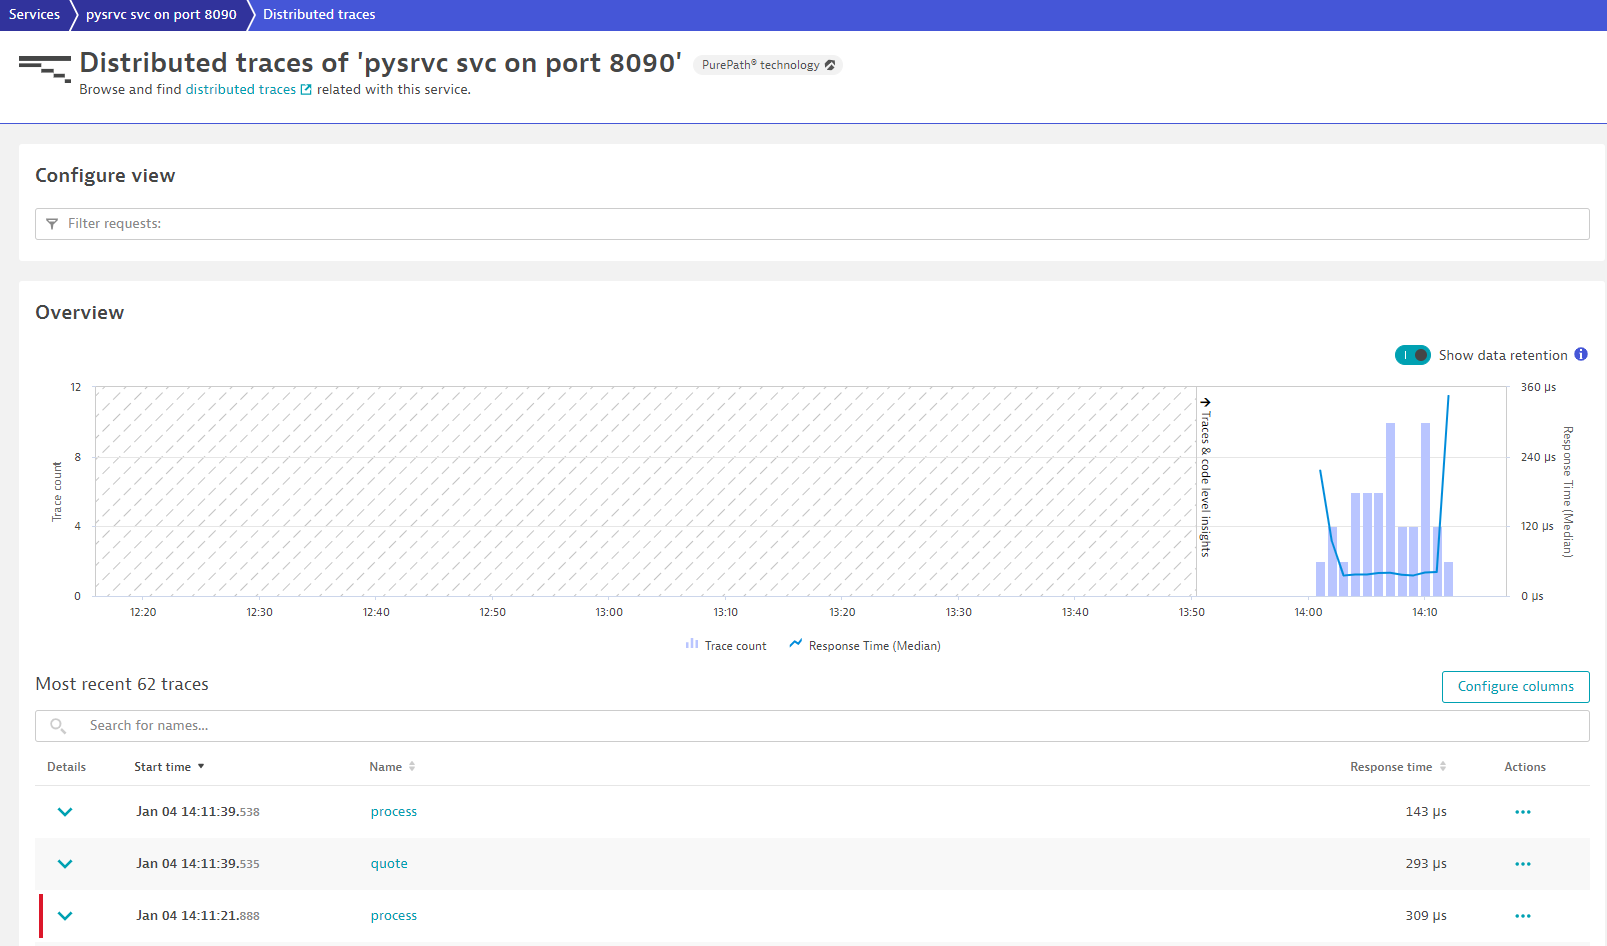 Services pysrvc svc on port 8090 Distributed traces
Distributed traces of 'pysrvc svc on port 8090' PurePath® technology
Browse and find distributed traces related with this service.
Configure view
Filter requests:
Overview
Show data retention
12
8
4
0
Trace count
Traces & code level insights
360 µs
240 µs
120 µs
0 µs
Response Time (Median)
12:20 12:30 12:40 12:50 13:00 13:10 13:20 13:30 13:40 13:50 14:00 14:10
Trace count Response Time (Median)
Most recent 62 traces
Configure columns
Search for names...
Details Start time Name Response time Actions
Jan 04 14:11:39.538 process 143 µs
Jan 04 14:11:39.535 quote 293 µs
Jan 04 14:11:21.888 process 309 µs